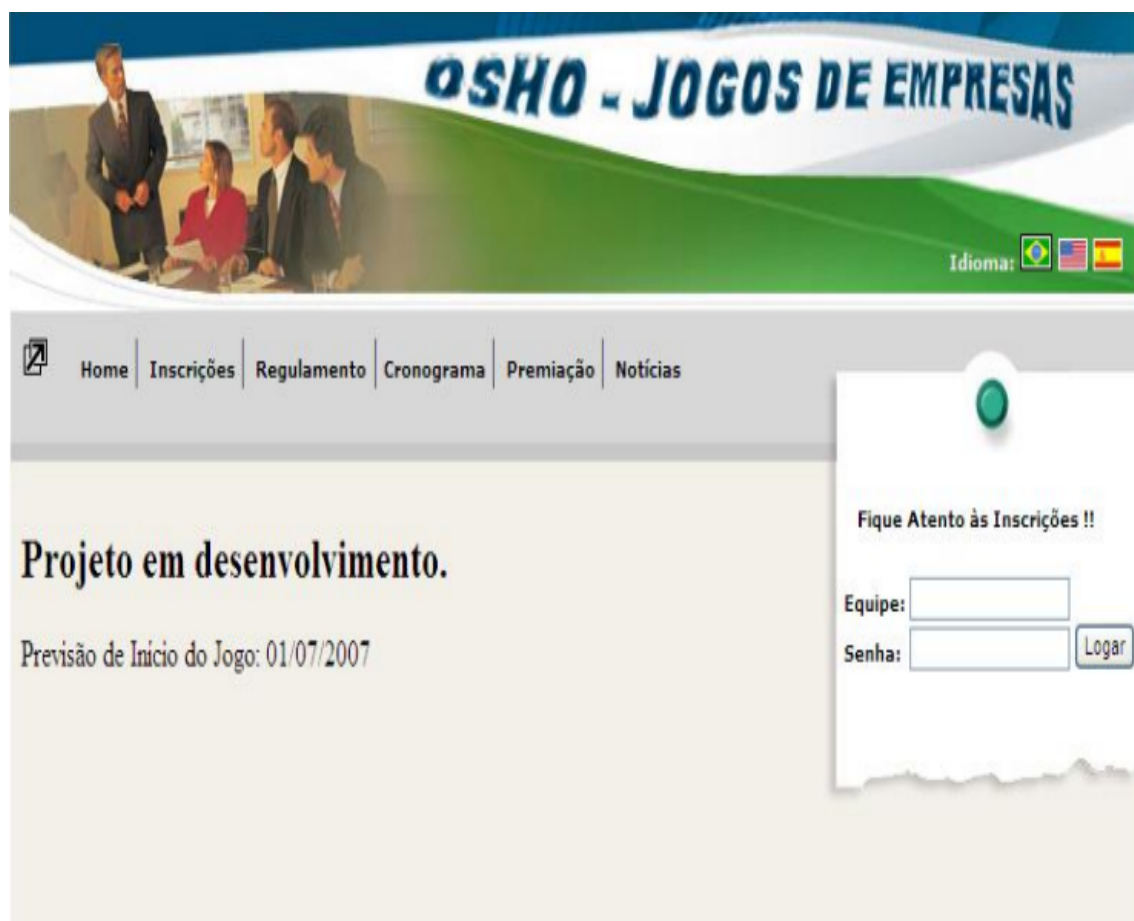 OSHO - JOGOS DE EMPRESAS
Idioma:
Home Inscrições Regulamento Cronograma Premiação Notícias
Fique Atento às Inscrições !!
Projeto em desenvolvimento.
Equipe:
Previsão de Início do Jogo: 01/07/2007
Senha: Logar